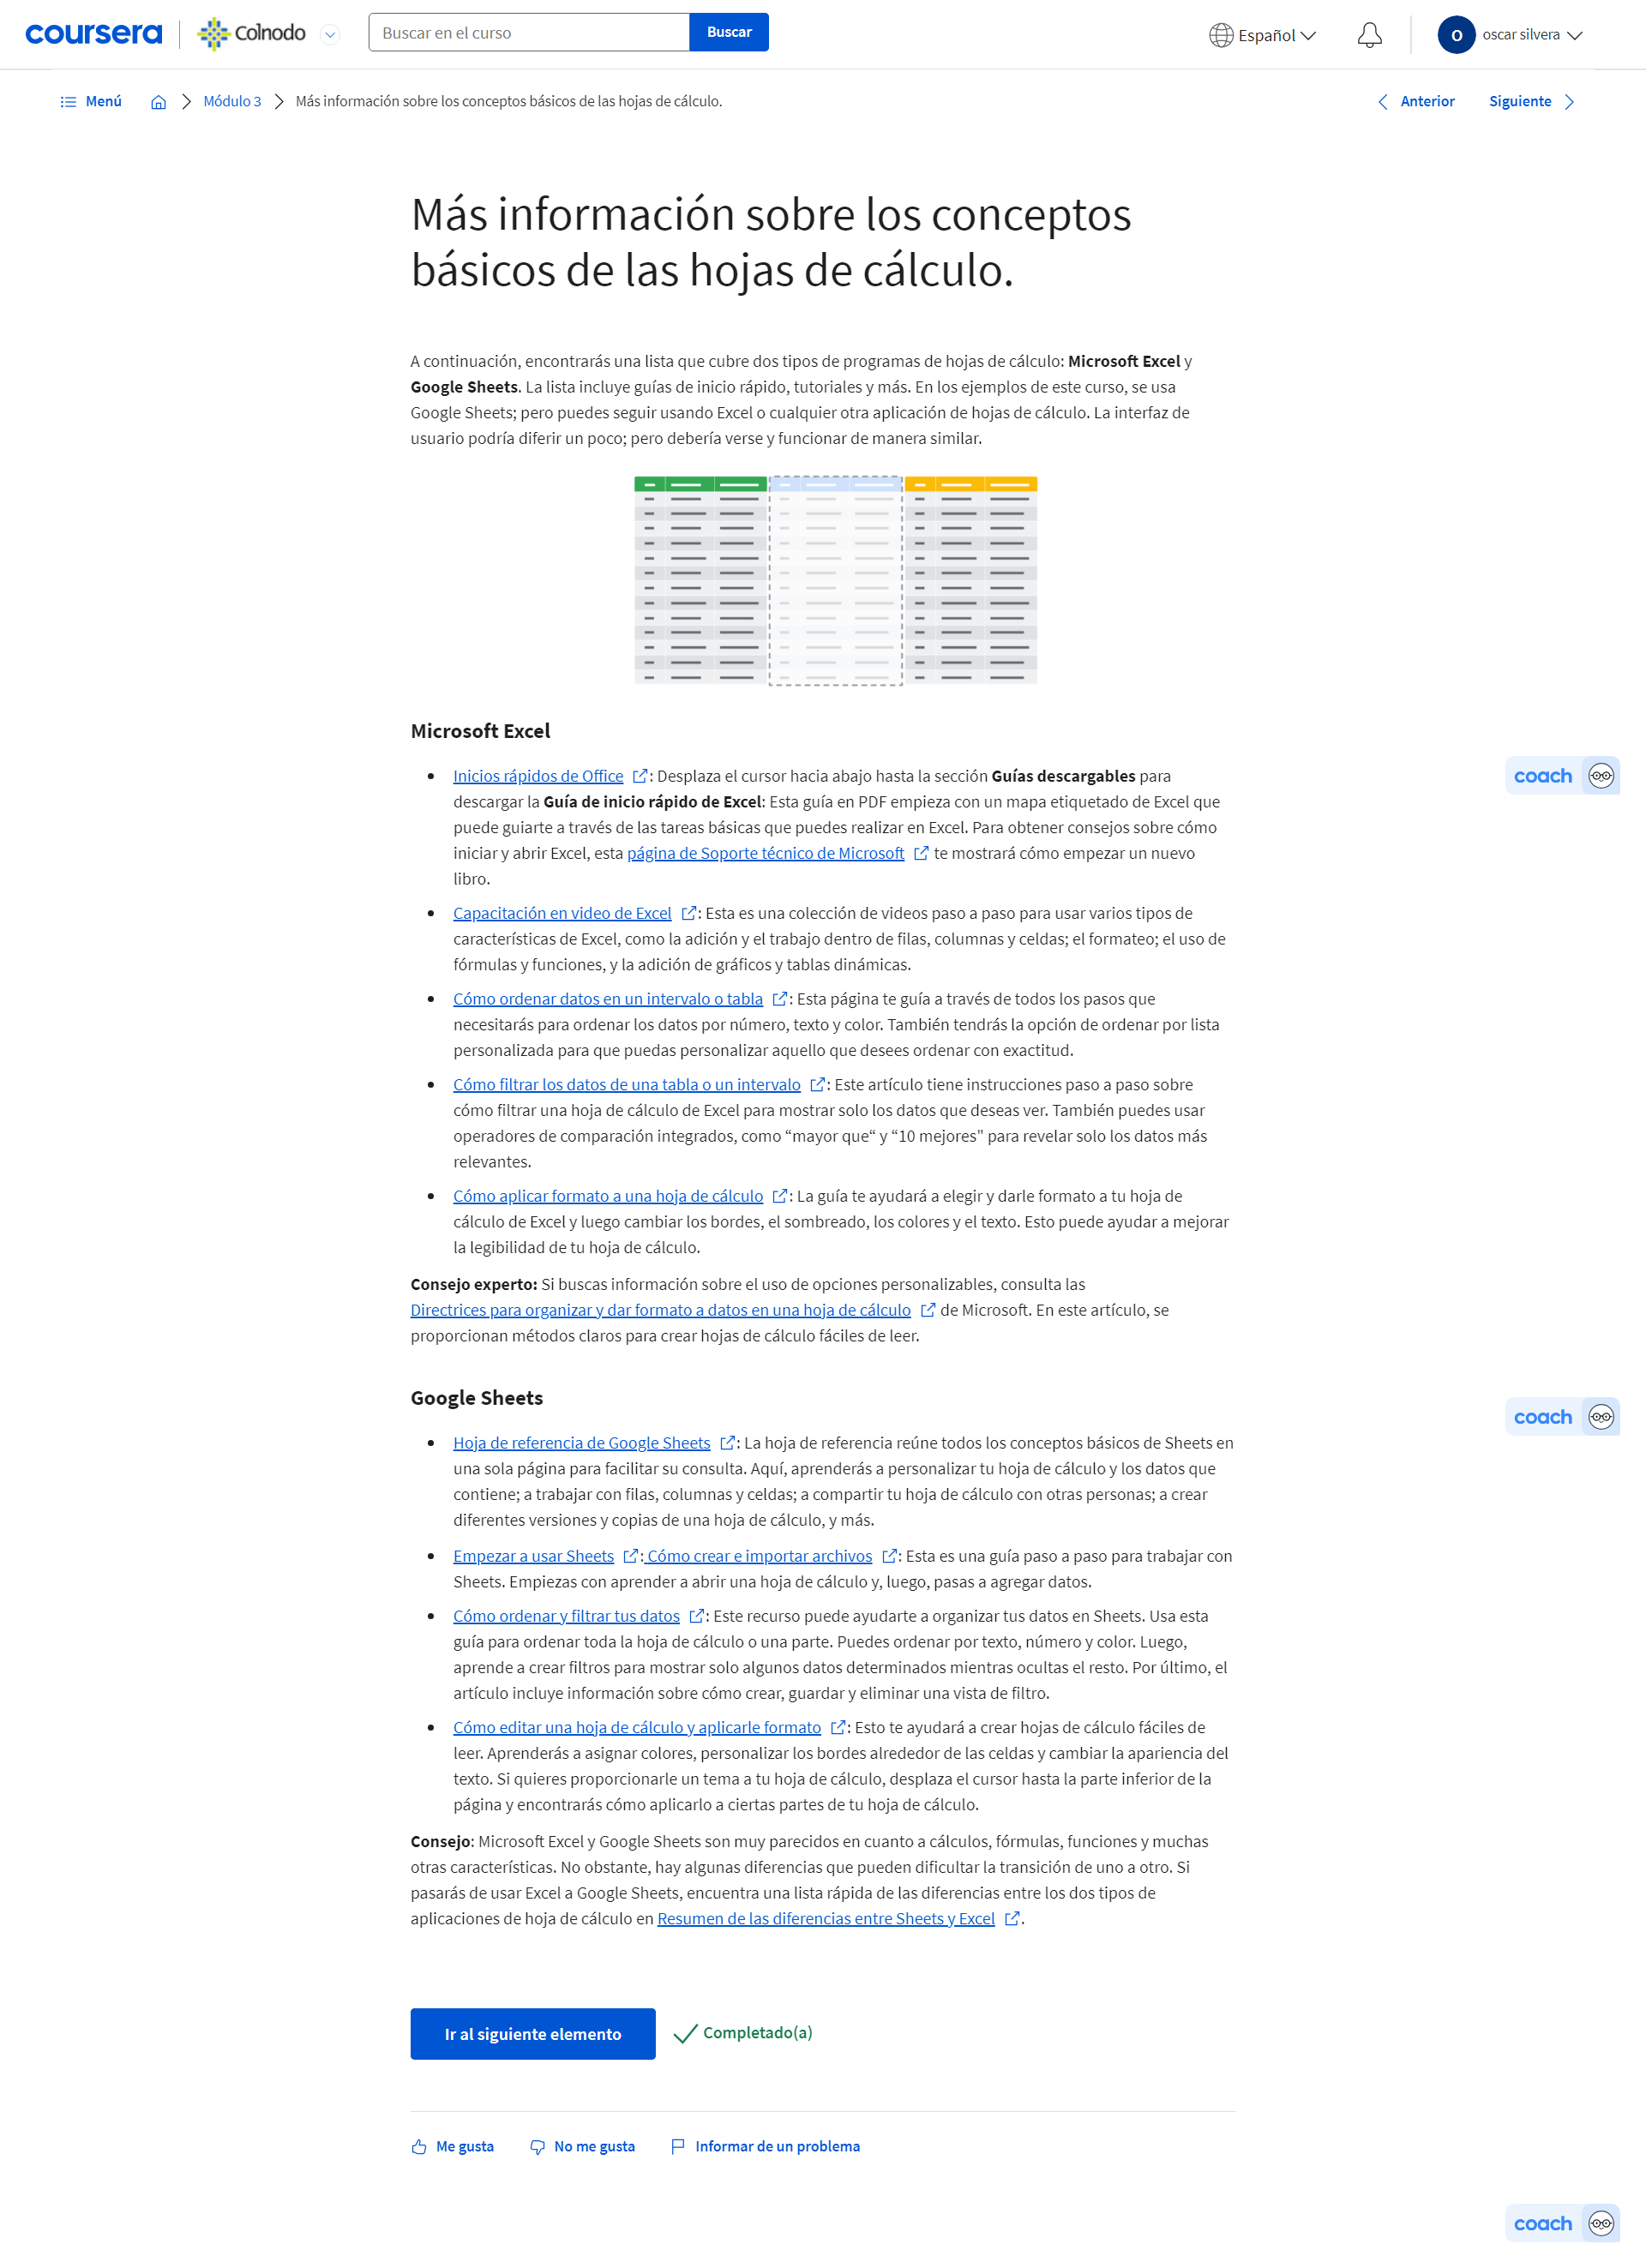 coursera
Colnodo
Buscar en el curso
Buscar
Español
O
oscar silvera
Menú
Módulo 3
Más información sobre los conceptos básicos de las hojas de cálculo.
Anterior
Siguiente
Más información sobre los conceptos
básicos de las hojas de cálculo.
A continuación, encontrarás una lista que cubre dos tipos de programas de hojas de cálculo: Microsoft Excel y
Google Sheets. La lista incluye guías de inicio rápido, tutoriales y más. En los ejemplos de este curso, se usa
Google Sheets; pero puedes seguir usando Excel o cualquier otra aplicación de hojas de cálculo. La interfaz de
usuario podría diferir un poco; pero debería verse y funcionar de manera similar.
Microsoft Excel
• Inicios rápidos de Office : Desplaza el cursor hacia abajo hasta la sección Guías descargables para
descargar la Guía de inicio rápido de Excel: Esta guía en PDF empieza con un mapa etiquetado de Excel que
puede guiarte a través de las tareas básicas que puedes realizar en Excel. Para obtener consejos sobre cómo
iniciar y abrir Excel, esta página de Soporte técnico de Microsoft te mostrará cómo empezar un nuevo
libro.
coach
• Capacitación en video de Excel : Esta es una colección de videos paso a paso para usar varios tipos de
características de Excel, como la adición y el trabajo dentro de filas, columnas y celdas; el formateo; el uso de
fórmulas y funciones, y la adición de gráficos y tablas dinámicas.
• Cómo ordenar datos en un intervalo o tabla : Esta página te guía a través de todos los pasos que
necesitarás para ordenar los datos por número, texto y color. También tendrás la opción de ordenar por lista
personalizada para que puedas personalizar aquello que desees ordenar con exactitud.
• Cómo filtrar los datos de una tabla o un intervalo : Este artículo tiene instrucciones paso a paso sobre
cómo filtrar una hoja de cálculo de Excel para mostrar solo los datos que deseas ver. También puedes usar
operadores de comparación integrados, como “mayor que“ y “10 mejores" para revelar solo los datos más
relevantes.
• Cómo aplicar formato a una hoja de cálculo : La guía te ayudará a elegir y darle formato a tu hoja de
cálculo de Excel y luego cambiar los bordes, el sombreado, los colores y el texto. Esto puede ayudar a mejorar
la legibilidad de tu hoja de cálculo.
Consejo experto: Si buscas información sobre el uso de opciones personalizables, consulta las
Directrices para organizar y dar formato a datos en una hoja de cálculo de Microsoft. En este artículo, se
proporcionan métodos claros para crear hojas de cálculo fáciles de leer.
Google Sheets
coach
• Hoja de referencia de Google Sheets : La hoja de referencia reúne todos los conceptos básicos de Sheets en
una sola página para facilitar su consulta. Aquí, aprenderás a personalizar tu hoja de cálculo y los datos que
contiene; a trabajar con filas, columnas y celdas; a compartir tu hoja de cálculo con otras personas; a crear
diferentes versiones y copias de una hoja de cálculo, y más.
• Empezar a usar Sheets : Cómo crear e importar archivos : Esta es una guía paso a paso para trabajar con
Sheets. Empiezas con aprender a abrir una hoja de cálculo y, luego, pasas a agregar datos.
• Cómo ordenar y filtrar tus datos : Este recurso puede ayudarte a organizar tus datos en Sheets. Usa esta
guía para ordenar toda la hoja de cálculo o una parte. Puedes ordenar por texto, número y color. Luego,
aprende a crear filtros para mostrar solo algunos datos determinados mientras ocultas el resto. Por último, el
artículo incluye información sobre cómo crear, guardar y eliminar una vista de filtro.
• Cómo editar una hoja de cálculo y aplicarle formato : Esto te ayudará a crear hojas de cálculo fáciles de
leer. Aprenderás a asignar colores, personalizar los bordes alrededor de las celdas y cambiar la apariencia del
texto. Si quieres proporcionarle un tema a tu hoja de cálculo, desplaza el cursor hasta la parte inferior de la
página y encontrarás cómo aplicarlo a ciertas partes de tu hoja de cálculo.
Consejo: Microsoft Excel y Google Sheets son muy parecidos en cuanto a cálculos, fórmulas, funciones y muchas
otras características. No obstante, hay algunas diferencias que pueden dificultar la transición de uno a otro. Si
pasarás de usar Excel a Google Sheets, encuentra una lista rápida de las diferencias entre los dos tipos de
aplicaciones de hoja de cálculo en Resumen de las diferencias entre Sheets y Excel .
Ir al siguiente elemento
Completado(a)
Me gusta
No me gusta
Informar de un problema
coach